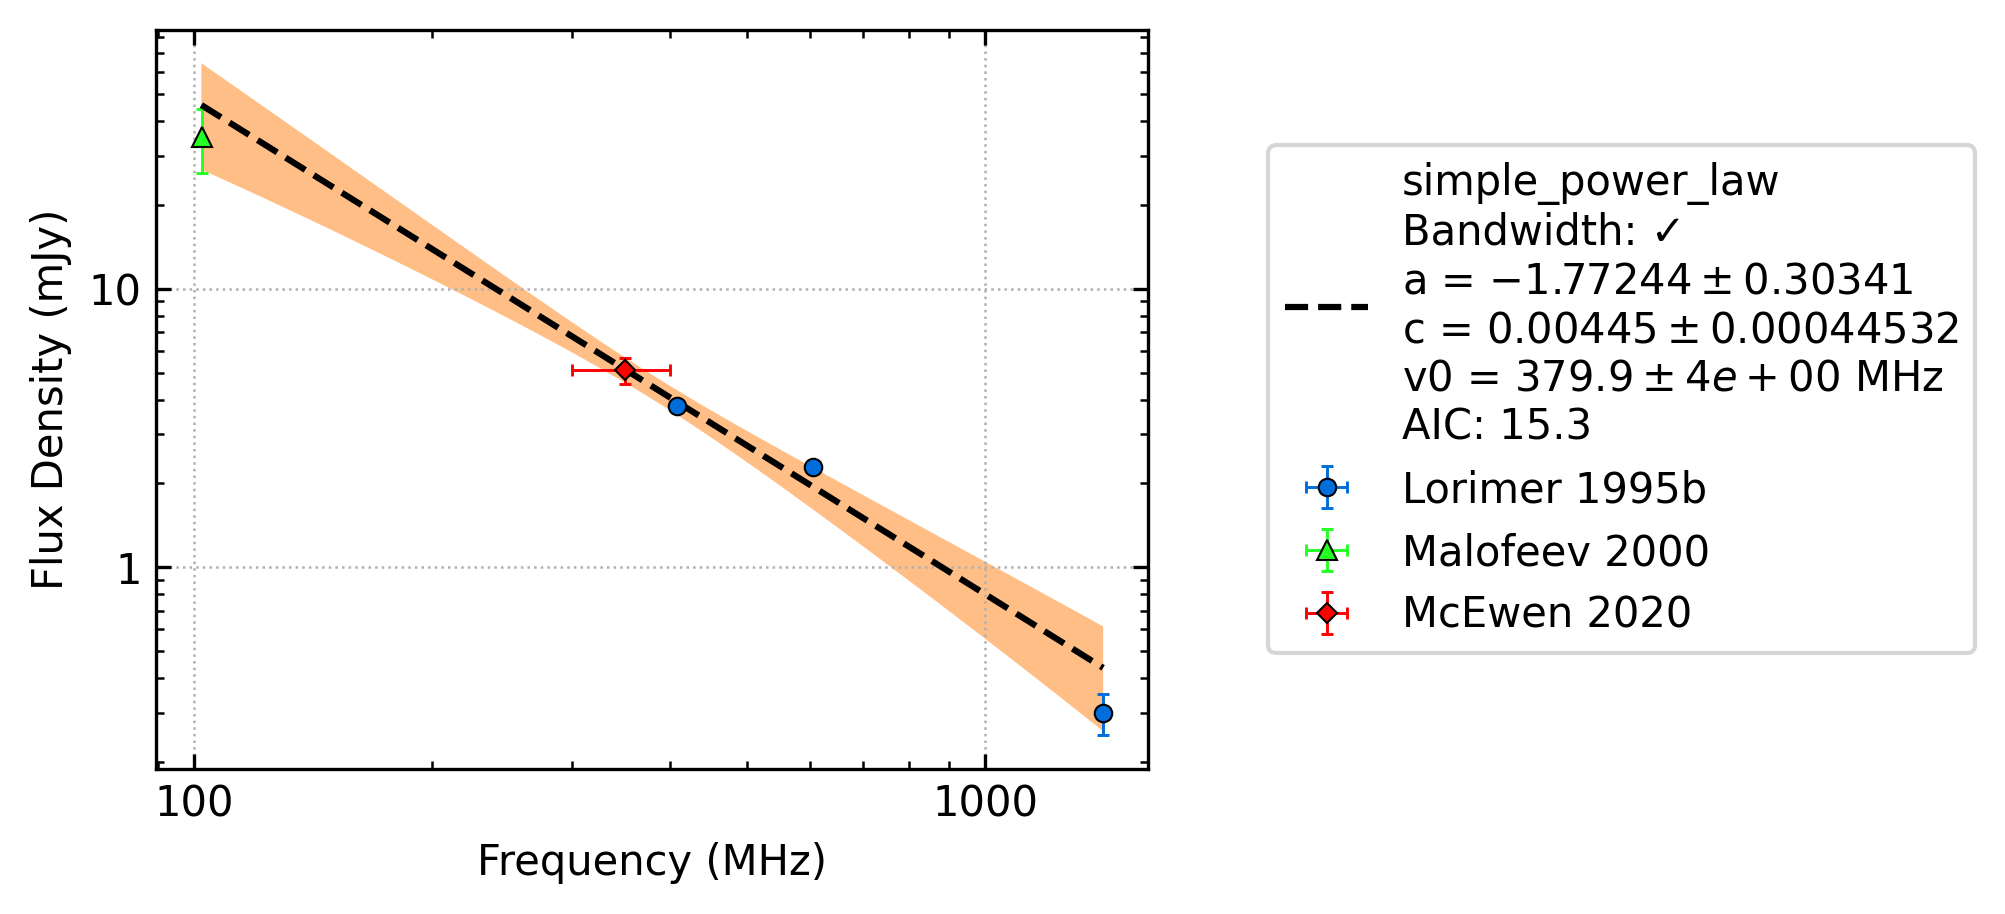 10
1
Flux Density (mJy)
100
1000
Frequency (MHz)
simple_power_law
Bandwidth: ✓
a = −1.77244 ± 0.30341
c = 0.00445 ± 0.00044532
v0 = 379.9 ± 4e + 00 MHz
AIC: 15.3
Lorimer 1995b
Malofeev 2000
McEwen 2020